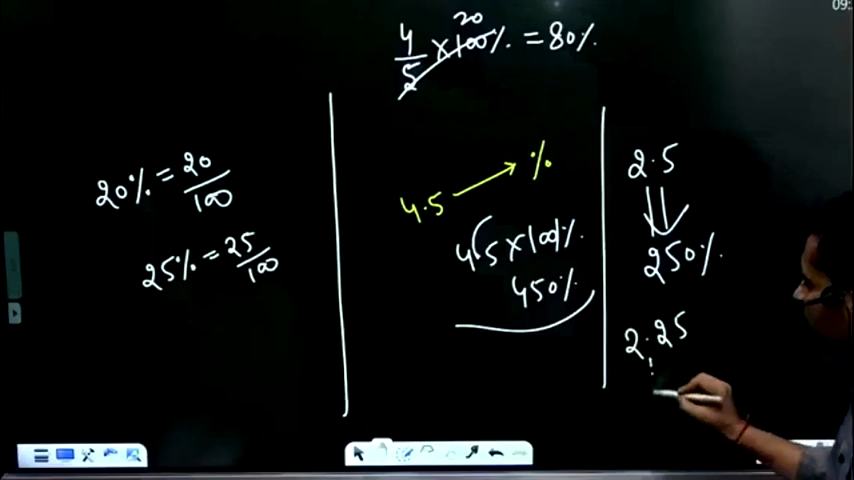 09:
4/5 × 100% = 80%
20
20% = 20/100
25% = 25/100
4.5 → %
4.5 × 100%
450%
2.5
250%
2.25